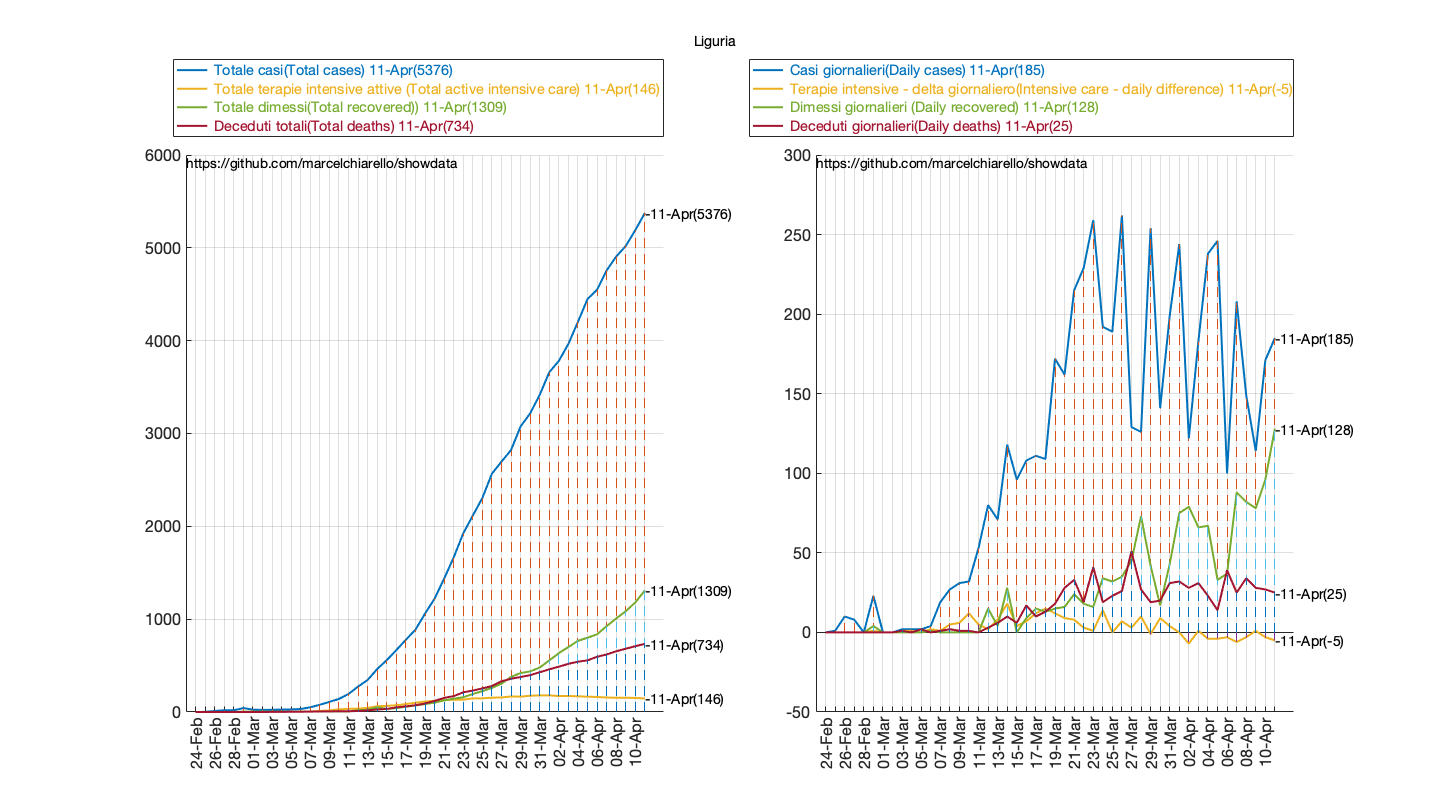 Liguria
Totale casi(Total cases) 11-Apr(5376)
Totale terapie intensive attive (Total active intensive care) 11-Apr(146)
Totale dimessi(Total recovered)) 11-Apr(1309)
Deceduti totali(Total deaths) 11-Apr(734)
https://github.com/marcelchiarello/showdata
6000
5000
4000
3000
2000
1000
0
-11-Apr(5376)
-11-Apr(1309)
-11-Apr(734)
-11-Apr(146)
24-Feb
26-Feb
28-Feb
01-Mar
03-Mar
05-Mar
07-Mar
09-Mar
11-Mar
13-Mar
15-Mar
17-Mar
19-Mar
21-Mar
23-Mar
25-Mar
27-Mar
29-Mar
31-Mar
02-Apr
04-Apr
06-Apr
08-Apr
10-Apr
Casi giornalieri(Daily cases) 11-Apr(185)
Terapie intensive - delta giornaliero(Intensive care - daily difference) 11-Apr(-5)
Dimessi giornalieri (Daily recovered) 11-Apr(128)
Deceduti giornalieri(Daily deaths) 11-Apr(25)
https://github.com/marcelchiarello/showdata
300
250
200
150
100
50
0
-50
-11-Apr(185)
-11-Apr(128)
-11-Apr(25)
-11-Apr(-5)
24-Feb
26-Feb
28-Feb
01-Mar
03-Mar
05-Mar
07-Mar
09-Mar
11-Mar
13-Mar
15-Mar
17-Mar
19-Mar
21-Mar
23-Mar
25-Mar
27-Mar
29-Mar
31-Mar
02-Apr
04-Apr
06-Apr
08-Apr
10-Apr